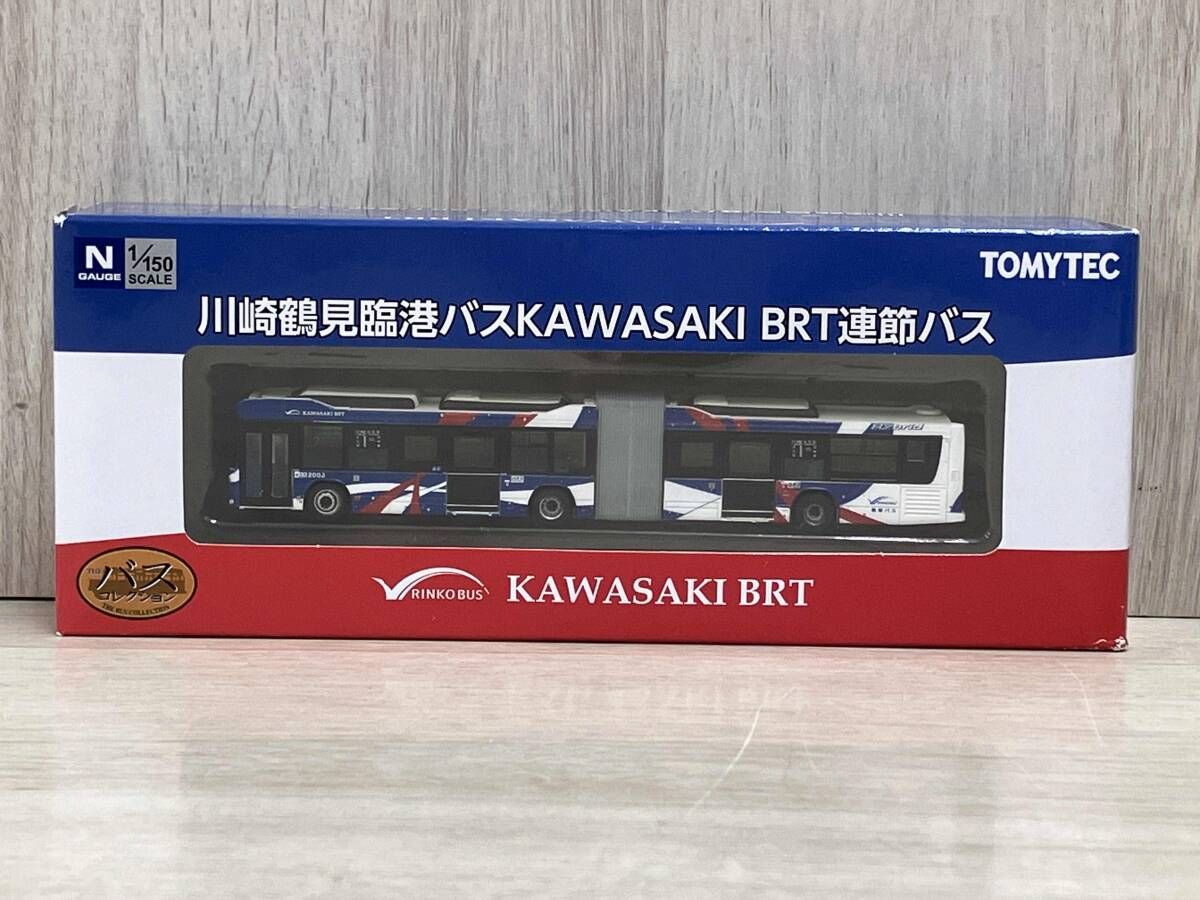 N
GAUGE
1/150
SCALE
TOMYTEC
川崎鶴見臨港バスKAWASAKI BRT連節バス
KAWASAKI BRT
バス
コレクション
THE BUS COLLECTION
RINKO BUS
KAWASAKI BRT